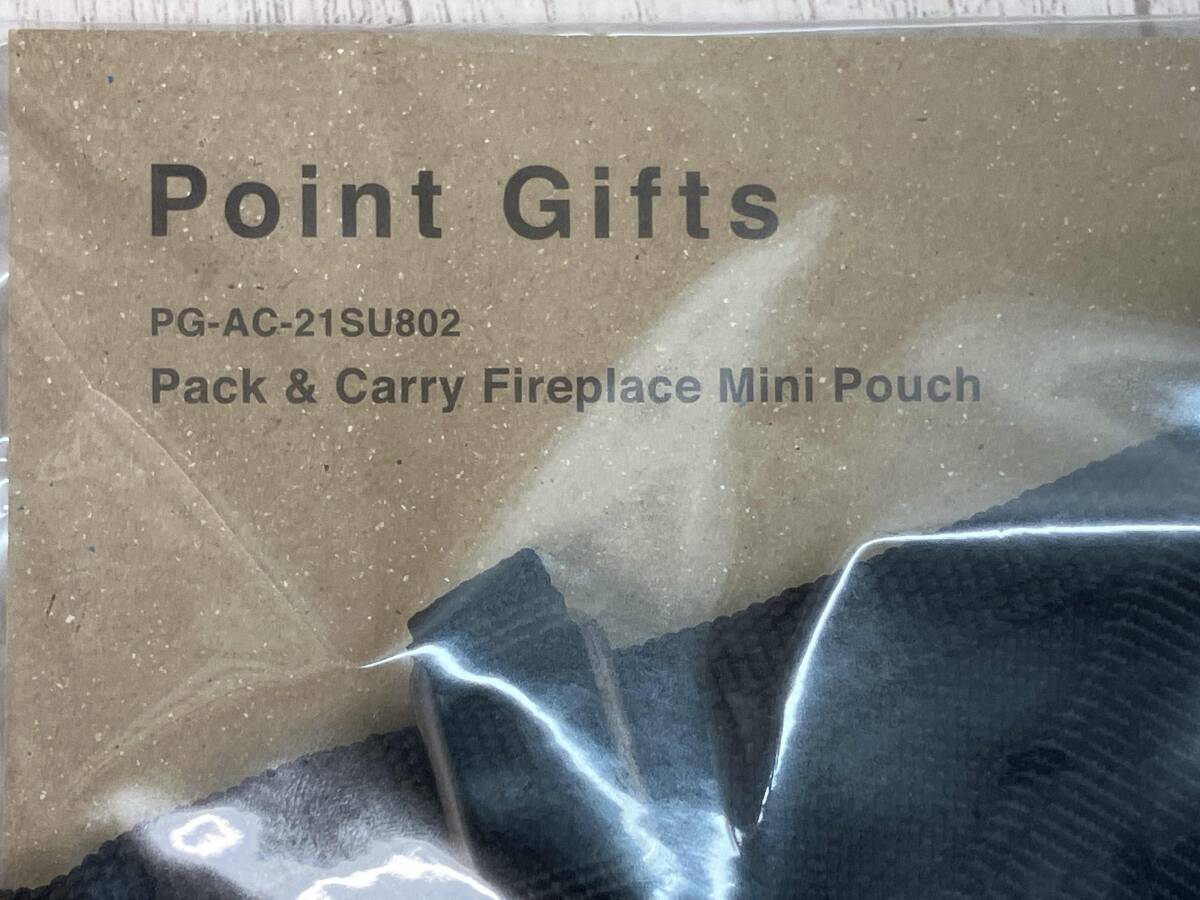 Point Gifts
PG-AC-21SU802
Pack & Carry Fireplace Mini Pouch